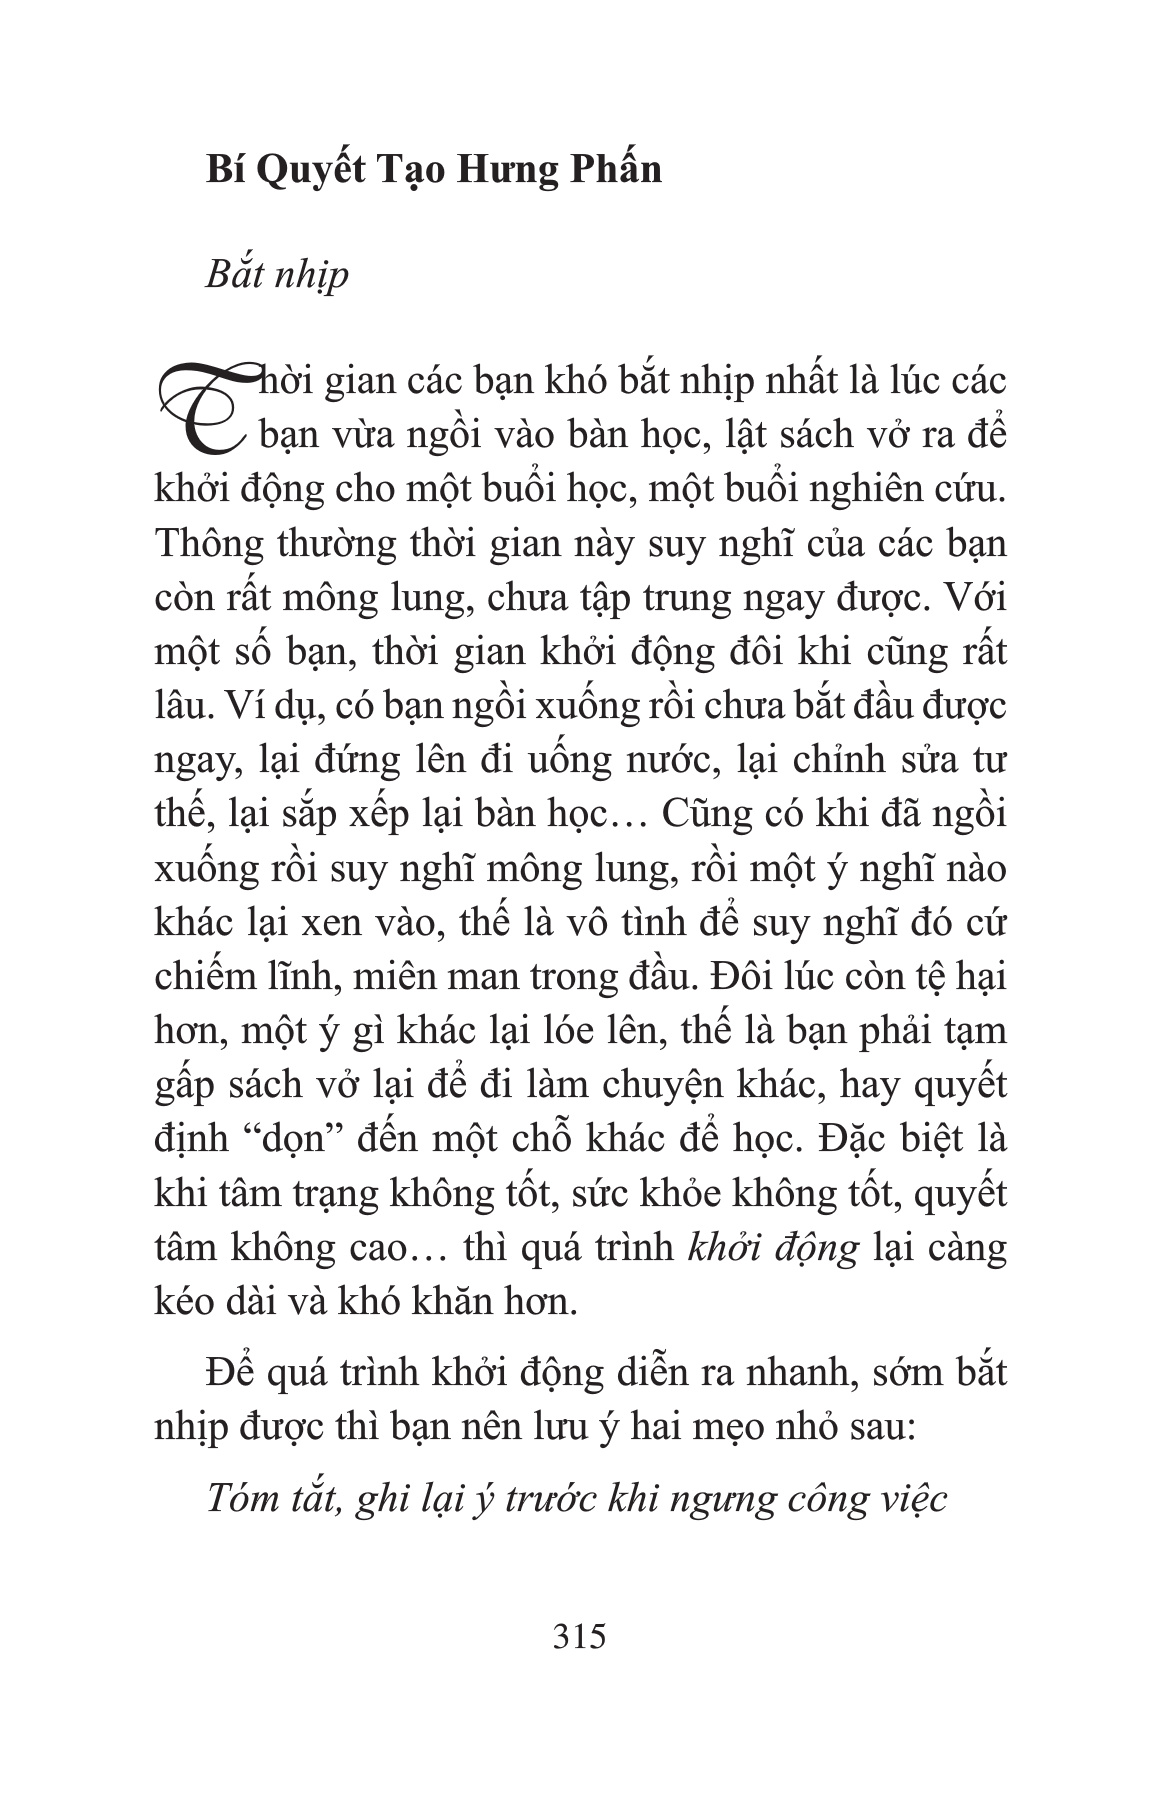 Bí Quyết Tạo Hưng Phấn
Bắt nhịp
Thời gian các bạn khó bắt nhịp nhất là lúc các
bạn vừa ngồi vào bàn học, lật sách vở ra để
khởi động cho một buổi học, một buổi nghiên cứu.
Thông thường thời gian này suy nghĩ của các bạn
còn rất mông lung, chưa tập trung ngay được. Với
một số bạn, thời gian khởi động đôi khi cũng rất
lâu. Ví dụ, có bạn ngồi xuống rồi chưa bắt đầu được
ngay, lại đứng lên đi uống nước, lại chỉnh sửa tư
thế, lại sắp xếp lại bàn học… Cũng có khi đã ngồi
xuống rồi suy nghĩ mông lung, rồi một ý nghĩ nào
khác lại xen vào, thế là vô tình để suy nghĩ đó cứ
chiếm lĩnh, miên man trong đầu. Đôi lúc còn tệ hại
hơn, một ý gì khác lại lóe lên, thế là bạn phải tạm
gấp sách vở lại để đi làm chuyện khác, hay quyết
định “dọn” đến một chỗ khác để học. Đặc biệt là
khi tâm trạng không tốt, sức khỏe không tốt, quyết
tâm không cao… thì quá trình khởi động lại càng
kéo dài và khó khăn hơn.
Để quá trình khởi động diễn ra nhanh, sớm bắt
nhịp được thì bạn nên lưu ý hai mẹo nhỏ sau:
Tóm tắt, ghi lại ý trước khi ngưng công việc
315